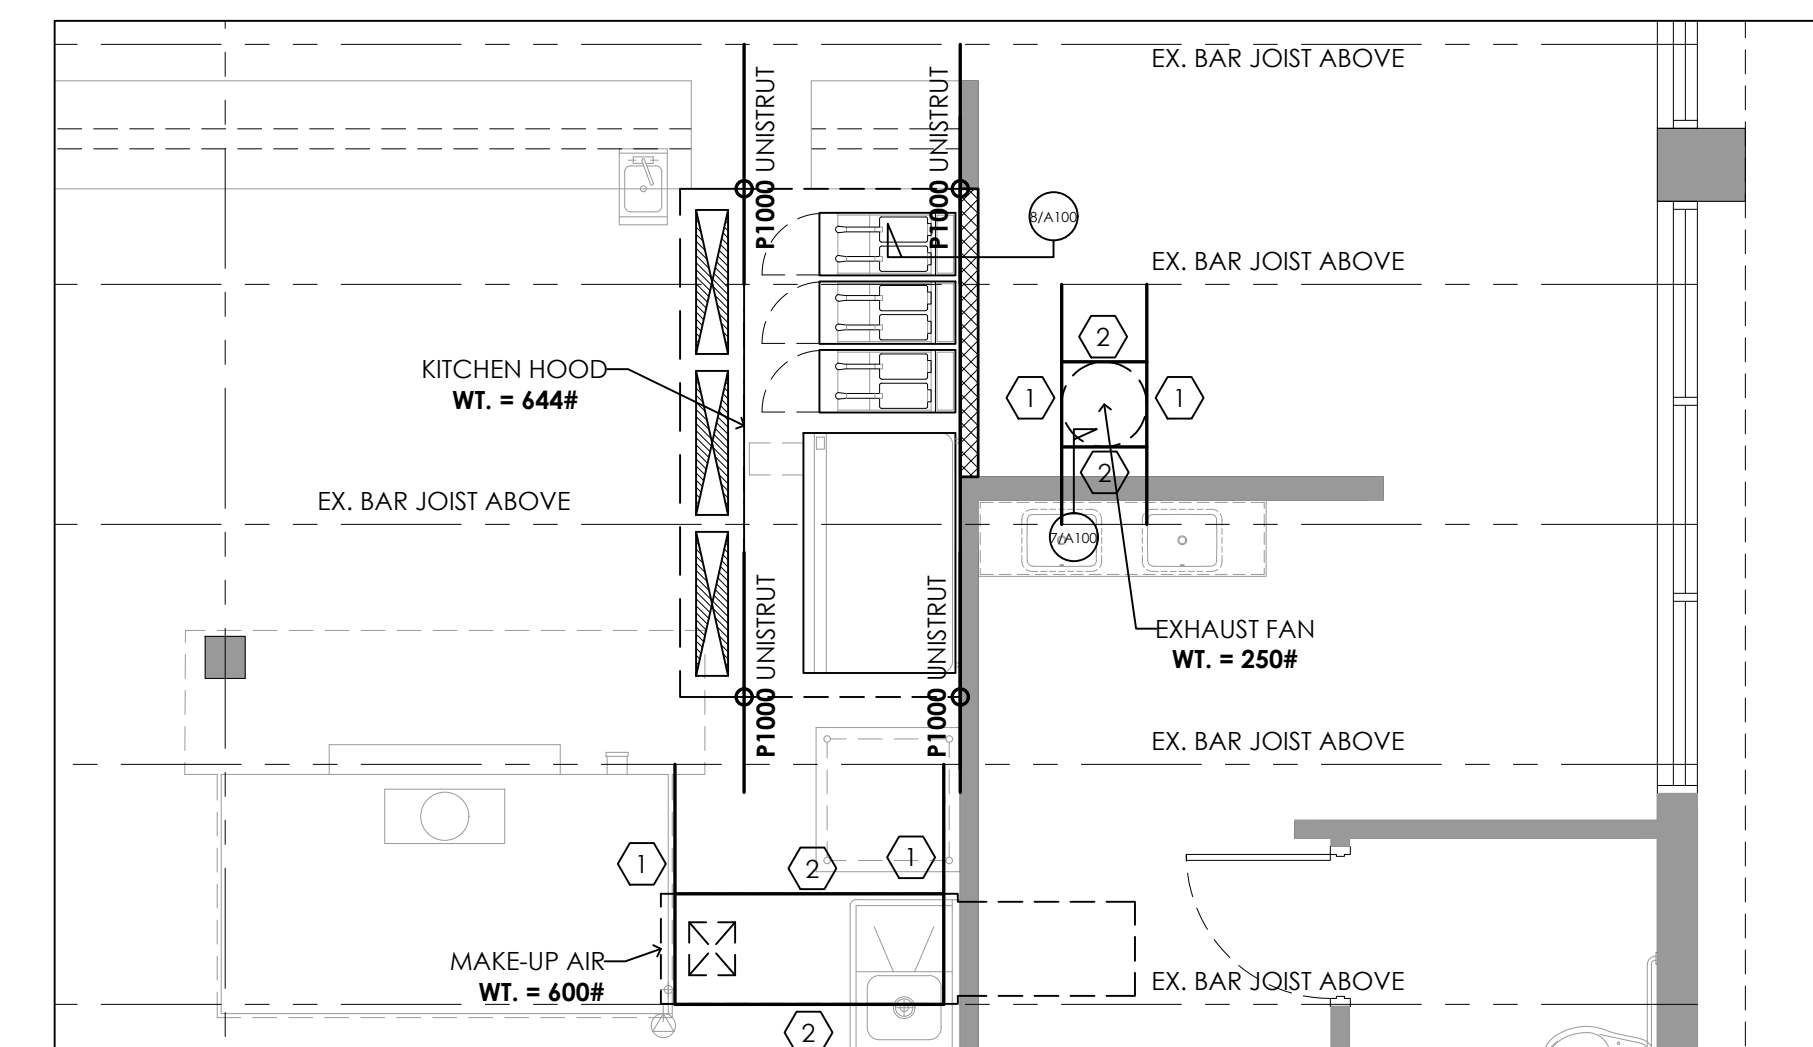 EX. BAR JOIST ABOVE
P1000 UNISTRUT
P1000 UNISTRUT
8/A100
EX. BAR JOIST ABOVE
2
KITCHEN HOOD
WT. = 644#
1
1
2
EX. BAR JOIST ABOVE
7/A100
P1000 UNISTRUT
P1000 UNISTRUT
EXHAUST FAN
WT. = 250#
EX. BAR JOIST ABOVE
1
2
1
MAKE-UP AIR
WT. = 600#
EX. BAR JOIST ABOVE
2